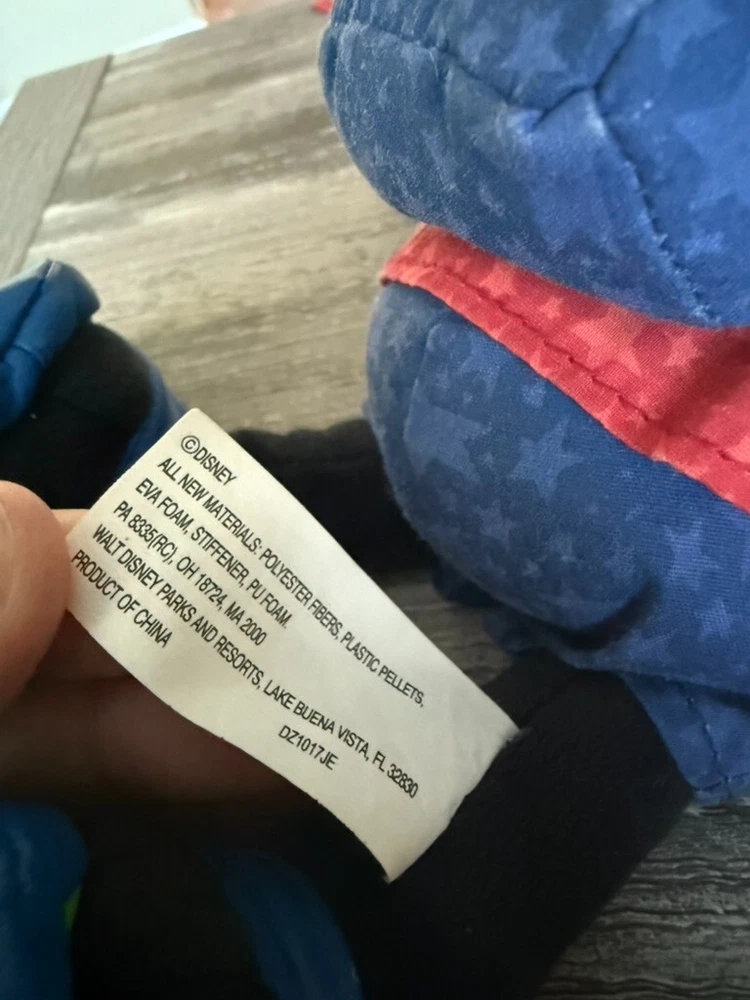 ©DISNEY
ALL NEW MATERIALS: POLYESTER FIBERS, PLASTIC PELLETS,
EVA FOAM, STIFFENER, PU FOAM.
PA 8335(RC), OH 18724, MA 2000
WALT DISNEY PARKS AND RESORTS, LAKE BUENA VISTA, FL 32830
PRODUCT OF CHINA
DZ1017JE